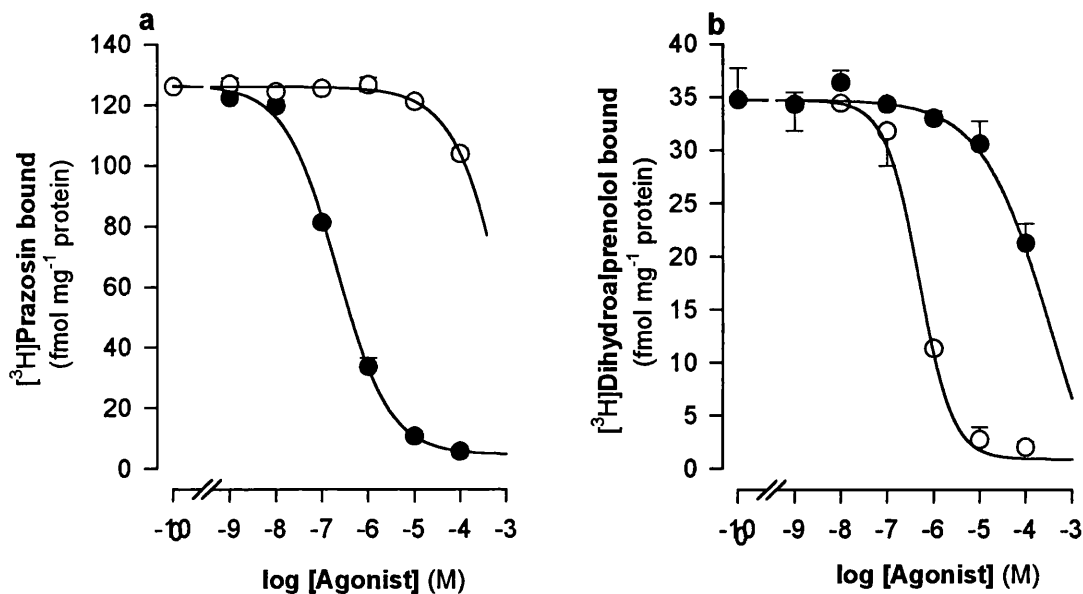 a
140
120
100
80
60
40
20
0
[³H]Prazosin bound
(fmol mg⁻¹ protein)
-10 -9 -8 -7 -6 -5 -4 -3
0
log [Agonist] (M)
b
40
35
30
25
20
15
10
5
0
[³H]Dihydroalprenolol bound
(fmol mg⁻¹ protein)
-10 -9 -8 -7 -6 -5 -4 -3
0
log [Agonist] (M)